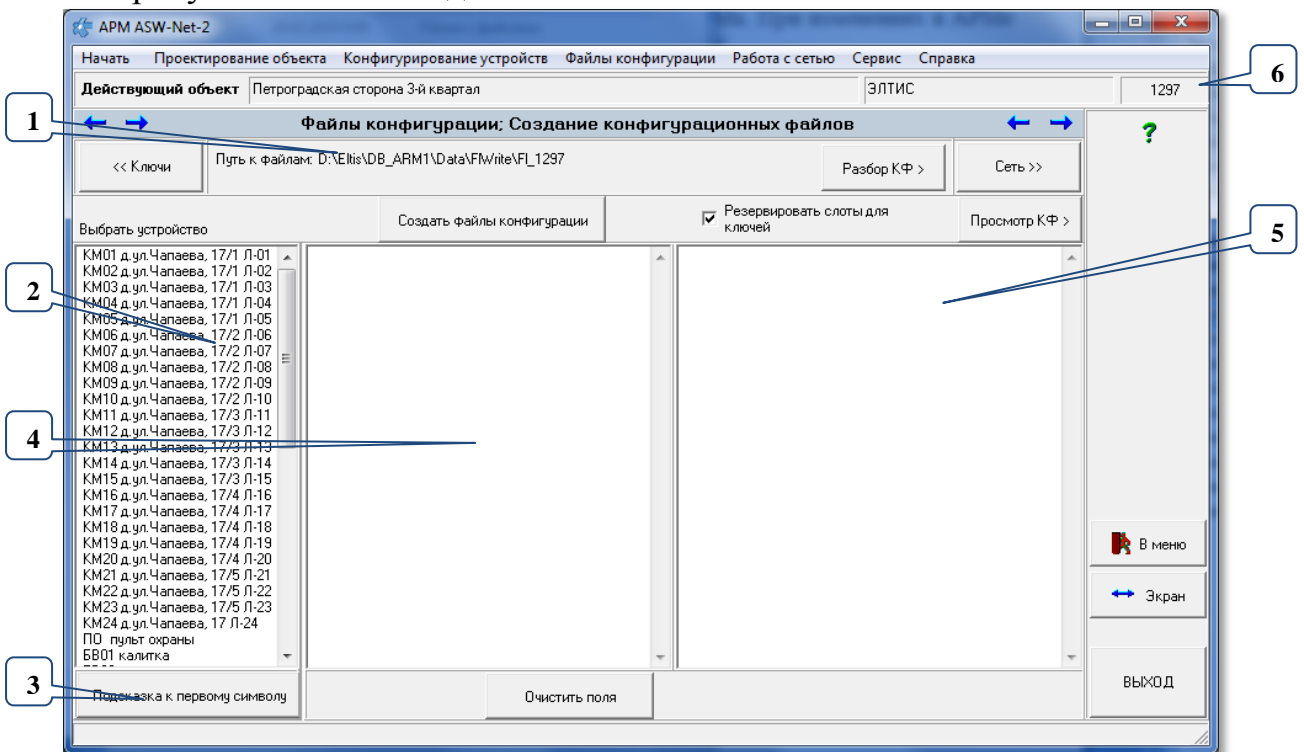 АРМ ASW-Net-2
Начать Проектирование объекта Конфигурирование устройств Файлы конфигурации Работа с сетью Сервис Справка
6
Действующий объект Петроградская сторона 3-й квартал ЭЛТИС 1297
1
Файлы конфигурации; Создание конфигурационных файлов
?
<< Ключи Путь к файлам: D:\Eltis\DB_ARM1\Data\FlWrite\Fl_1297 Разбор КФ > Сеть >>
Выбрать устройство Создать файлы конфигурации Резервировать слоты для ключей Просмотр КФ >
5
КМ01 д.ул.Чапаева, 17/1 Л-01
КМ02 д.ул.Чапаева, 17/1 Л-02
2
КМ03 д.ул.Чапаева, 17/1 Л-03
КМ04 д.ул.Чапаева, 17/1 Л-04
КМ05 д.ул.Чапаева, 17/1 Л-05
КМ06 д.ул.Чапаева, 17/2 Л-06
КМ07 д.ул.Чапаева, 17/2 Л-07
КМ08 д.ул.Чапаева, 17/2 Л-08
КМ09 д.ул.Чапаева, 17/2 Л-09
КМ10 д.ул.Чапаева, 17/2 Л-10
КМ11 д.ул.Чапаева, 17/3 Л-11
КМ12 д.ул.Чапаева, 17/3 Л-12
4
КМ13 д.ул.Чапаева, 17/3 Л-13
КМ14 д.ул.Чапаева, 17/3 Л-14
КМ15 д.ул.Чапаева, 17/3 Л-15
КМ16 д.ул.Чапаева, 17/4 Л-16
КМ17 д.ул.Чапаева, 17/4 Л-17
КМ18 д.ул.Чапаева, 17/4 Л-18
КМ19 д.ул.Чапаева, 17/4 Л-19
КМ20 д.ул.Чапаева, 17/4 Л-20
КМ21 д.ул.Чапаева, 17/5 Л-21
КМ22 д.ул.Чапаева, 17/5 Л-22
КМ23 д.ул.Чапаева, 17/5 Л-23
КМ24 д.ул.Чапаева, 17 Л-24
ПО пульт охраны
БВ01 калитка
В меню
Экран
3
Подсказка к первому символу Очистить поля ВЫХОД